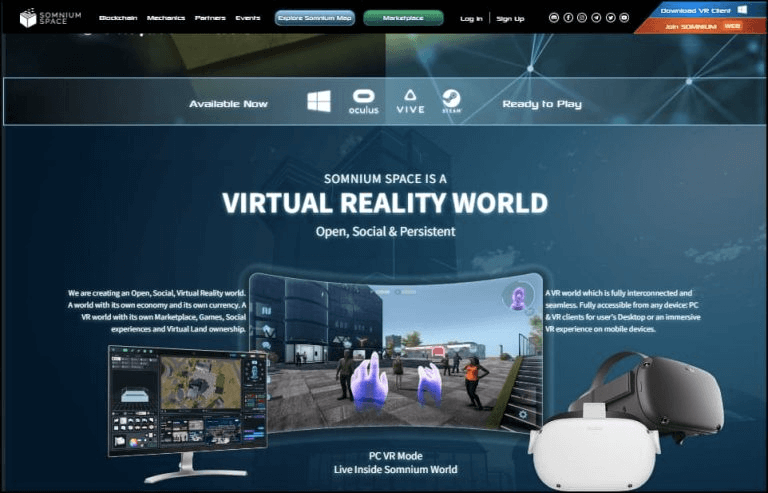 SOMNIUM
SPACE
Blockchain Mechanics Partners Events Explore Somnium Map Marketplace Log In Sign Up
Download VR Client
Join SOMNIUM WEB
Available Now
oculus
VIVE
STEAM
Ready to Play
SOMNIUM SPACE IS A
VIRTUAL REALITY WORLD
Open, Social & Persistent
We are creating an Open, Social, Virtual Reality world.
A world with its own economy and its own currency. A
VR world with its own Marketplace, Games, Social
experiences and Virtual Land ownership.
A VR world which is fully interconnected and
seamless. Fully accessible from any device: PC
& VR clients for user's Desktop or an immersive
VR experience on mobile devices.
PC VR Mode
Live Inside Somnium World